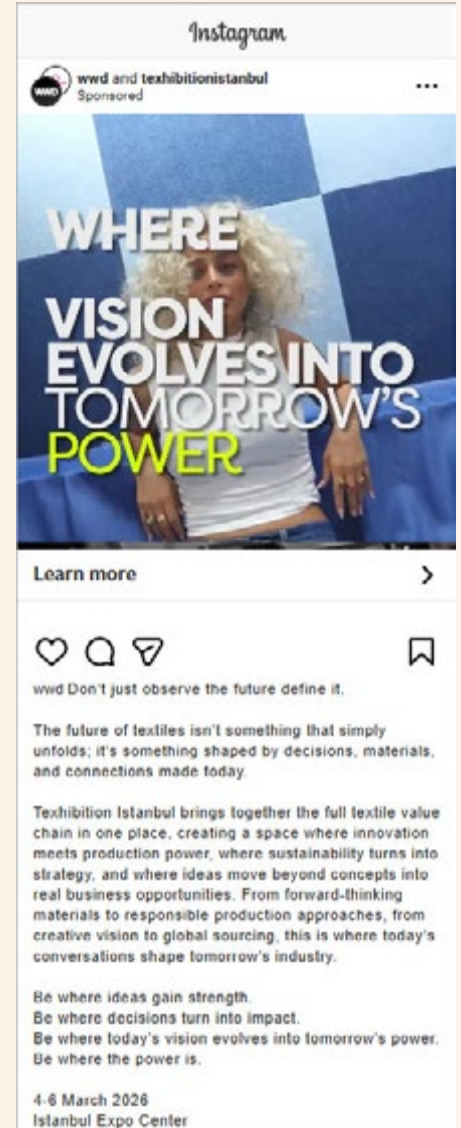 Instagram
wwd and texhibitionistanbul
Sponsored
WWD
WHERE
VISION
EVOLVES INTO
TOMORROW'S
POWER
Learn more
wwd Don't just observe the future define it.
The future of textiles isn't something that simply
unfolds; it's something shaped by decisions, materials,
and connections made today.
Texhibition Istanbul brings together the full textile value
chain in one place, creating a space where innovation
meets production power, where sustainability turns into
strategy, and where ideas move beyond concepts into
real business opportunities. From forward-thinking
materials to responsible production approaches, from
creative vision to global sourcing, this is where today's
conversations shape tomorrow's industry.
Be where ideas gain strength.
Be where decisions turn into impact.
Be where today's vision evolves into tomorrow's power.
Be where the power is.
4-6 March 2026
Istanbul Expo Center